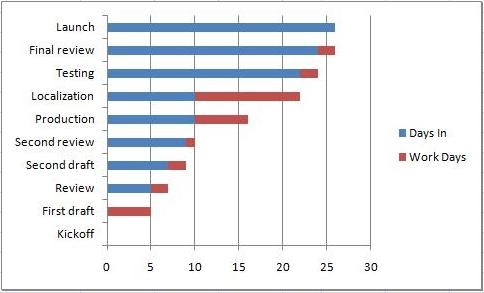 Launch
Final review
Testing
Localization
Production
Second review
Second draft
Review
First draft
Kickoff
0 5 10 15 20 25 30
Days In
Work Days